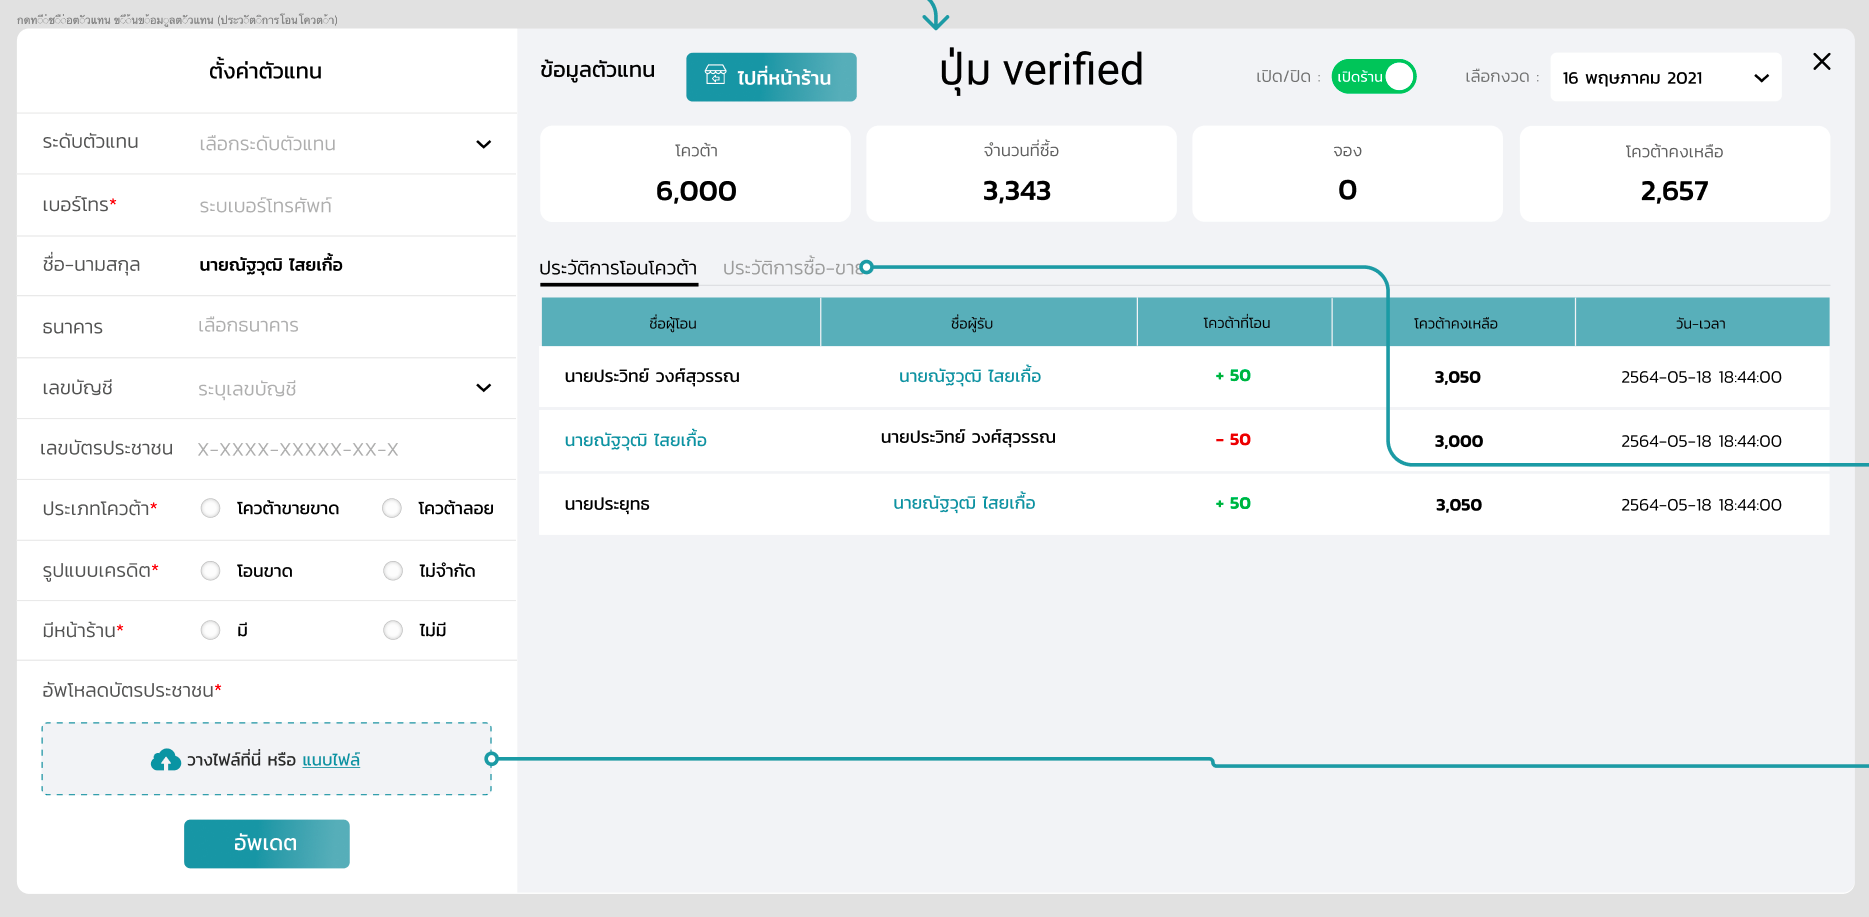 กดที่ชื่อตัวแทน ขึ้นข้อมูลตัวแทน (ประวัติการโอนโควต้า)
ตั้งค่าตัวแทน
ระดับตัวแทน เลือกระดับตัวแทน
เบอร์โทร* ระบเบอร์โทรศัพท์
ชื่อ-นามสกุล นายณัฐวุฒิ ไสยเกื้อ
ธนาคาร เลือกธนาคาร
เลขบัญชี ระบุเลขบัญชี
เลขบัตรประชาชน X-XXXX-XXXXX-XX-X
ประเภทโควต้า* โควต้าขายขาด โควต้าลอย
รูปแบบเครดิต* โอนขาด ไม่จำกัด
มีหน้าร้าน* มี ไม่มี
อัพโหลดบัตรประชาชน*
วางไฟล์ที่นี่ หรือ แนบไฟล์
อัพเดต
ข้อมูลตัวแทน ไปที่หน้าร้าน ปุ่ม verified เปิด/ปิด : เปิดร้าน เลือกงวด : 16 พฤษภาคม 2021
โควต้า จำนวนที่ซื้อ จอง โควต้าคงเหลือ
6,000 3,343 0 2,657
ประวัติการโอนโควต้า ประวัติการซื้อ-ขาย
ชื่อผู้โอน ชื่อผู้รับ โควต้าที่โอน โควต้าคงเหลือ วัน-เวลา
นายประวิทย์ วงศ์สุวรรณ นายณัฐวุฒิ ไสยเกื้อ + 50 3,050 2564-05-18 18:44:00
นายณัฐวุฒิ ไสยเกื้อ นายประวิทย์ วงศ์สุวรรณ - 50 3,000 2564-05-18 18:44:00
นายประยุทธ นายณัฐวุฒิ ไสยเกื้อ + 50 3,050 2564-05-18 18:44:00